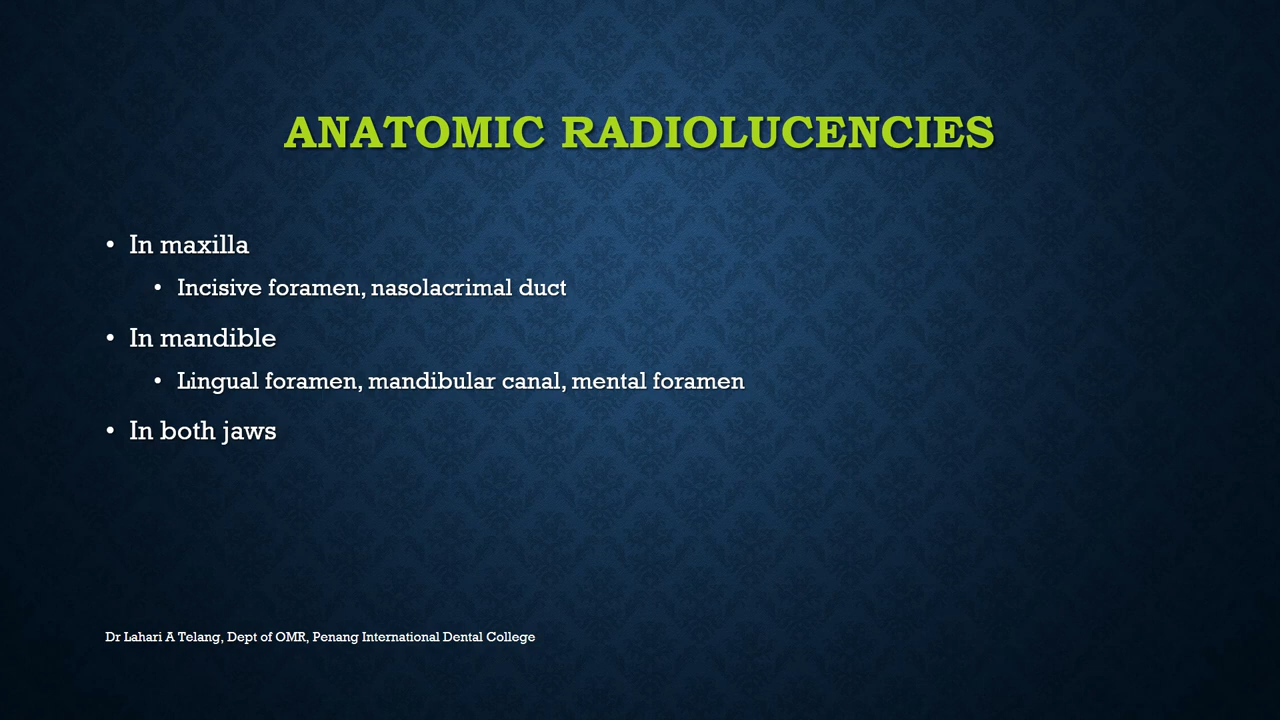 ANATOMIC RADIOLUCENCIES
• In maxilla
• Incisive foramen, nasolacrimal duct
• In mandible
• Lingual foramen, mandibular canal, mental foramen
• In both jaws
Dr Lahari A Telang, Dept of OMR, Penang International Dental College